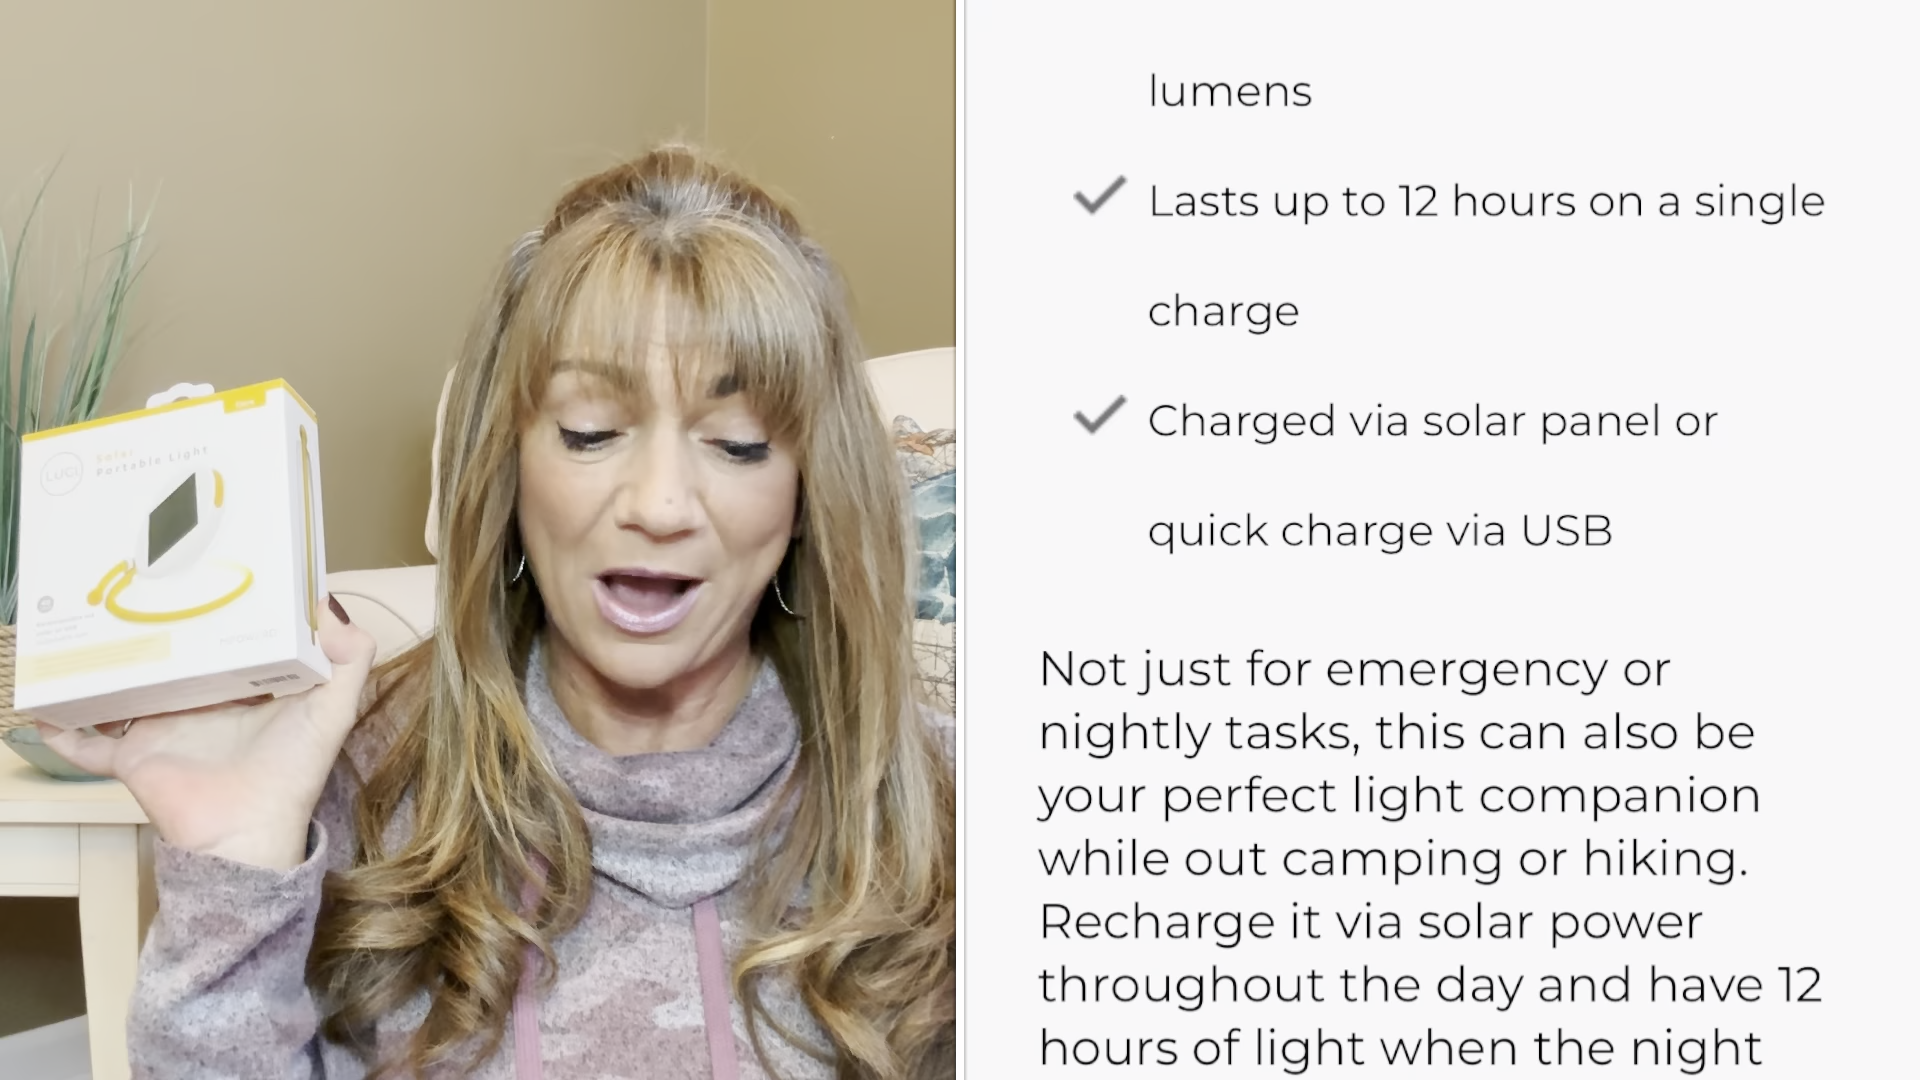 LUCI
Solar
Portable Light
lumens
Lasts up to 12 hours on a single
charge
Charged via solar panel or
quick charge via USB
Not just for emergency or
nightly tasks, this can also be
your perfect light companion
while out camping or hiking.
Recharge it via solar power
throughout the day and have 12
hours of light when the night